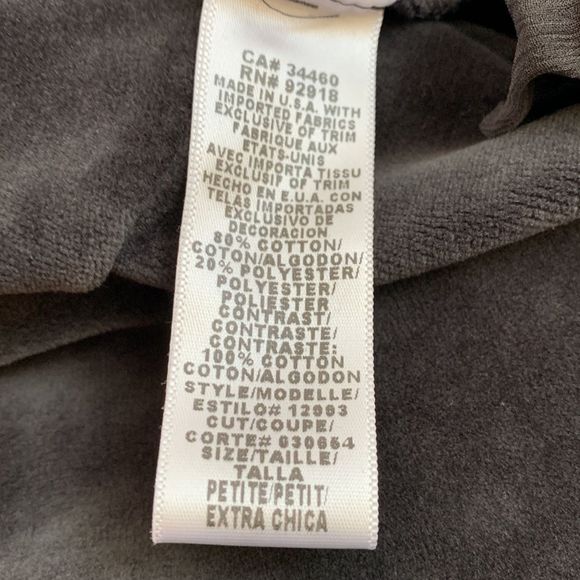 CA# 34460
RN# 92918
MADE IN U.S.A. WITH
IMPORTED FABRICS
EXCLUSIVE OF TRIM
FABRIQUE AUX
ETATS-UNIS
AVEC IMPORTA TISSU
EXCLUSIF OF TRIM
HECHO EN E.U.A. CON
TELAS IMPORTADAS
EXCLUSIVO DE
DECORACION
80% COTTON/
COTON/ALGODON/
20% POLYESTER/
POLYESTER/
POLIESTER
CONTRAST/
CONTRASTE/
CONTRASTE:
100% COTTON
COTON/ALGODON
STYLE/MODELLE/
ESTILO# 12993
CUT/COUPE/
CORTE# 630654
SIZE/TAILLE/
TALLA
PETITE/PETIT/
EXTRA CHICA